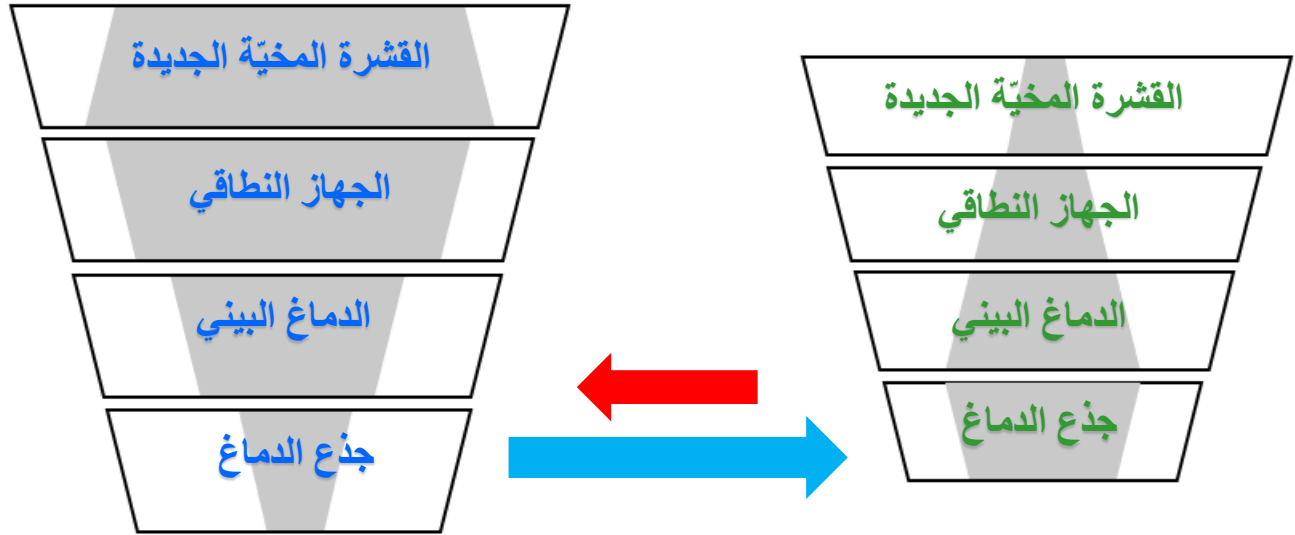 القشرة المخيّة الجديدة
الجهاز النطاقي
الدماغ البيني
جذع الدماغ
القشرة المخيّة الجديدة
الجهاز النطاقي
الدماغ البيني
جذع الدماغ